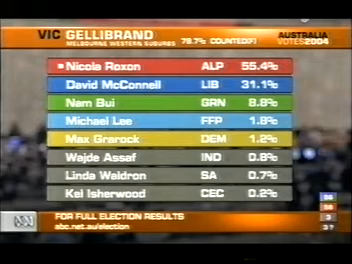 VIC GELLIBRAND
MELBOURNE WESTERN SUBURBS 79.7% COUNTED(F)
AUSTRALIA
VOTES2004
Nicola Roxon ALP 55.4%
David McConnell LIB 31.1%
Nam Bui GRN 8.8%
Michael Lee FFP 1.8%
Max Grarock DEM 1.2%
Wajde Assaf IND 0.8%
Linda Waldron SA 0.7%
Kel Isherwood CEC 0.2%
FOR FULL ELECTION RESULTS
abc.net.au/election
3